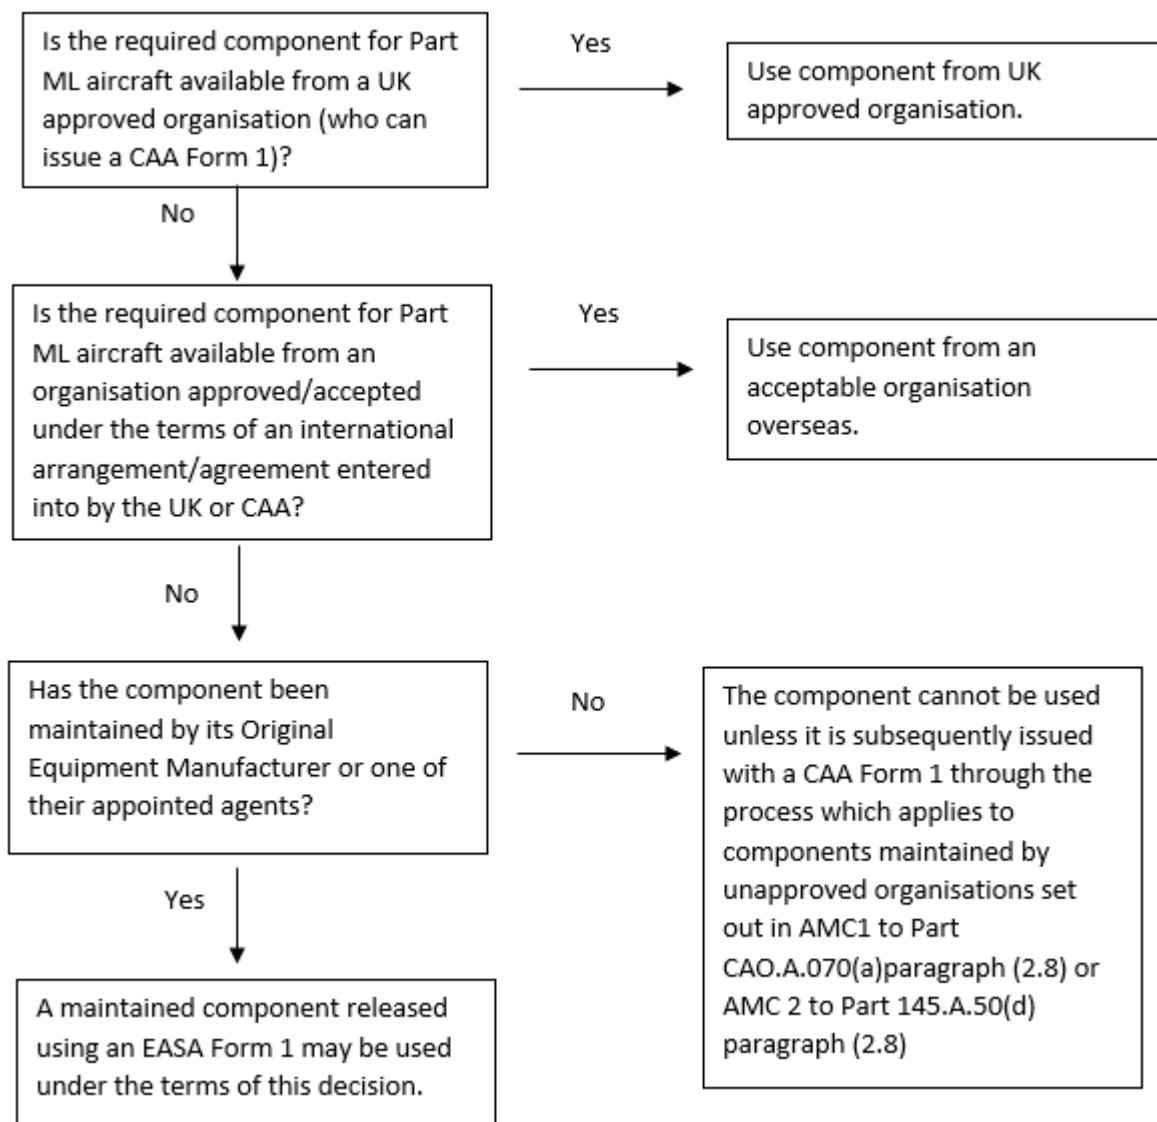 Is the required component for Part
ML aircraft available from a UK
approved organisation (who can
issue a CAA Form 1)?
Yes
Use component from UK
approved organisation.
No
Is the required component for Part
ML aircraft available from an
organisation approved/accepted
under the terms of an international
arrangement/agreement entered
into by the UK or CAA?
Yes
Use component from an
acceptable organisation
overseas.
No
Has the component been
maintained by its Original
Equipment Manufacturer or one of
their appointed agents?
No
The component cannot be used
unless it is subsequently issued
with a CAA Form 1 through the
process which applies to
components maintained by
unapproved organisations set
out in AMC1 to Part
CAO.A.070(a)paragraph (2.8) or
AMC 2 to Part 145.A.50(d)
paragraph (2.8)
Yes
A maintained component released
using an EASA Form 1 may be used
under the terms of this decision.